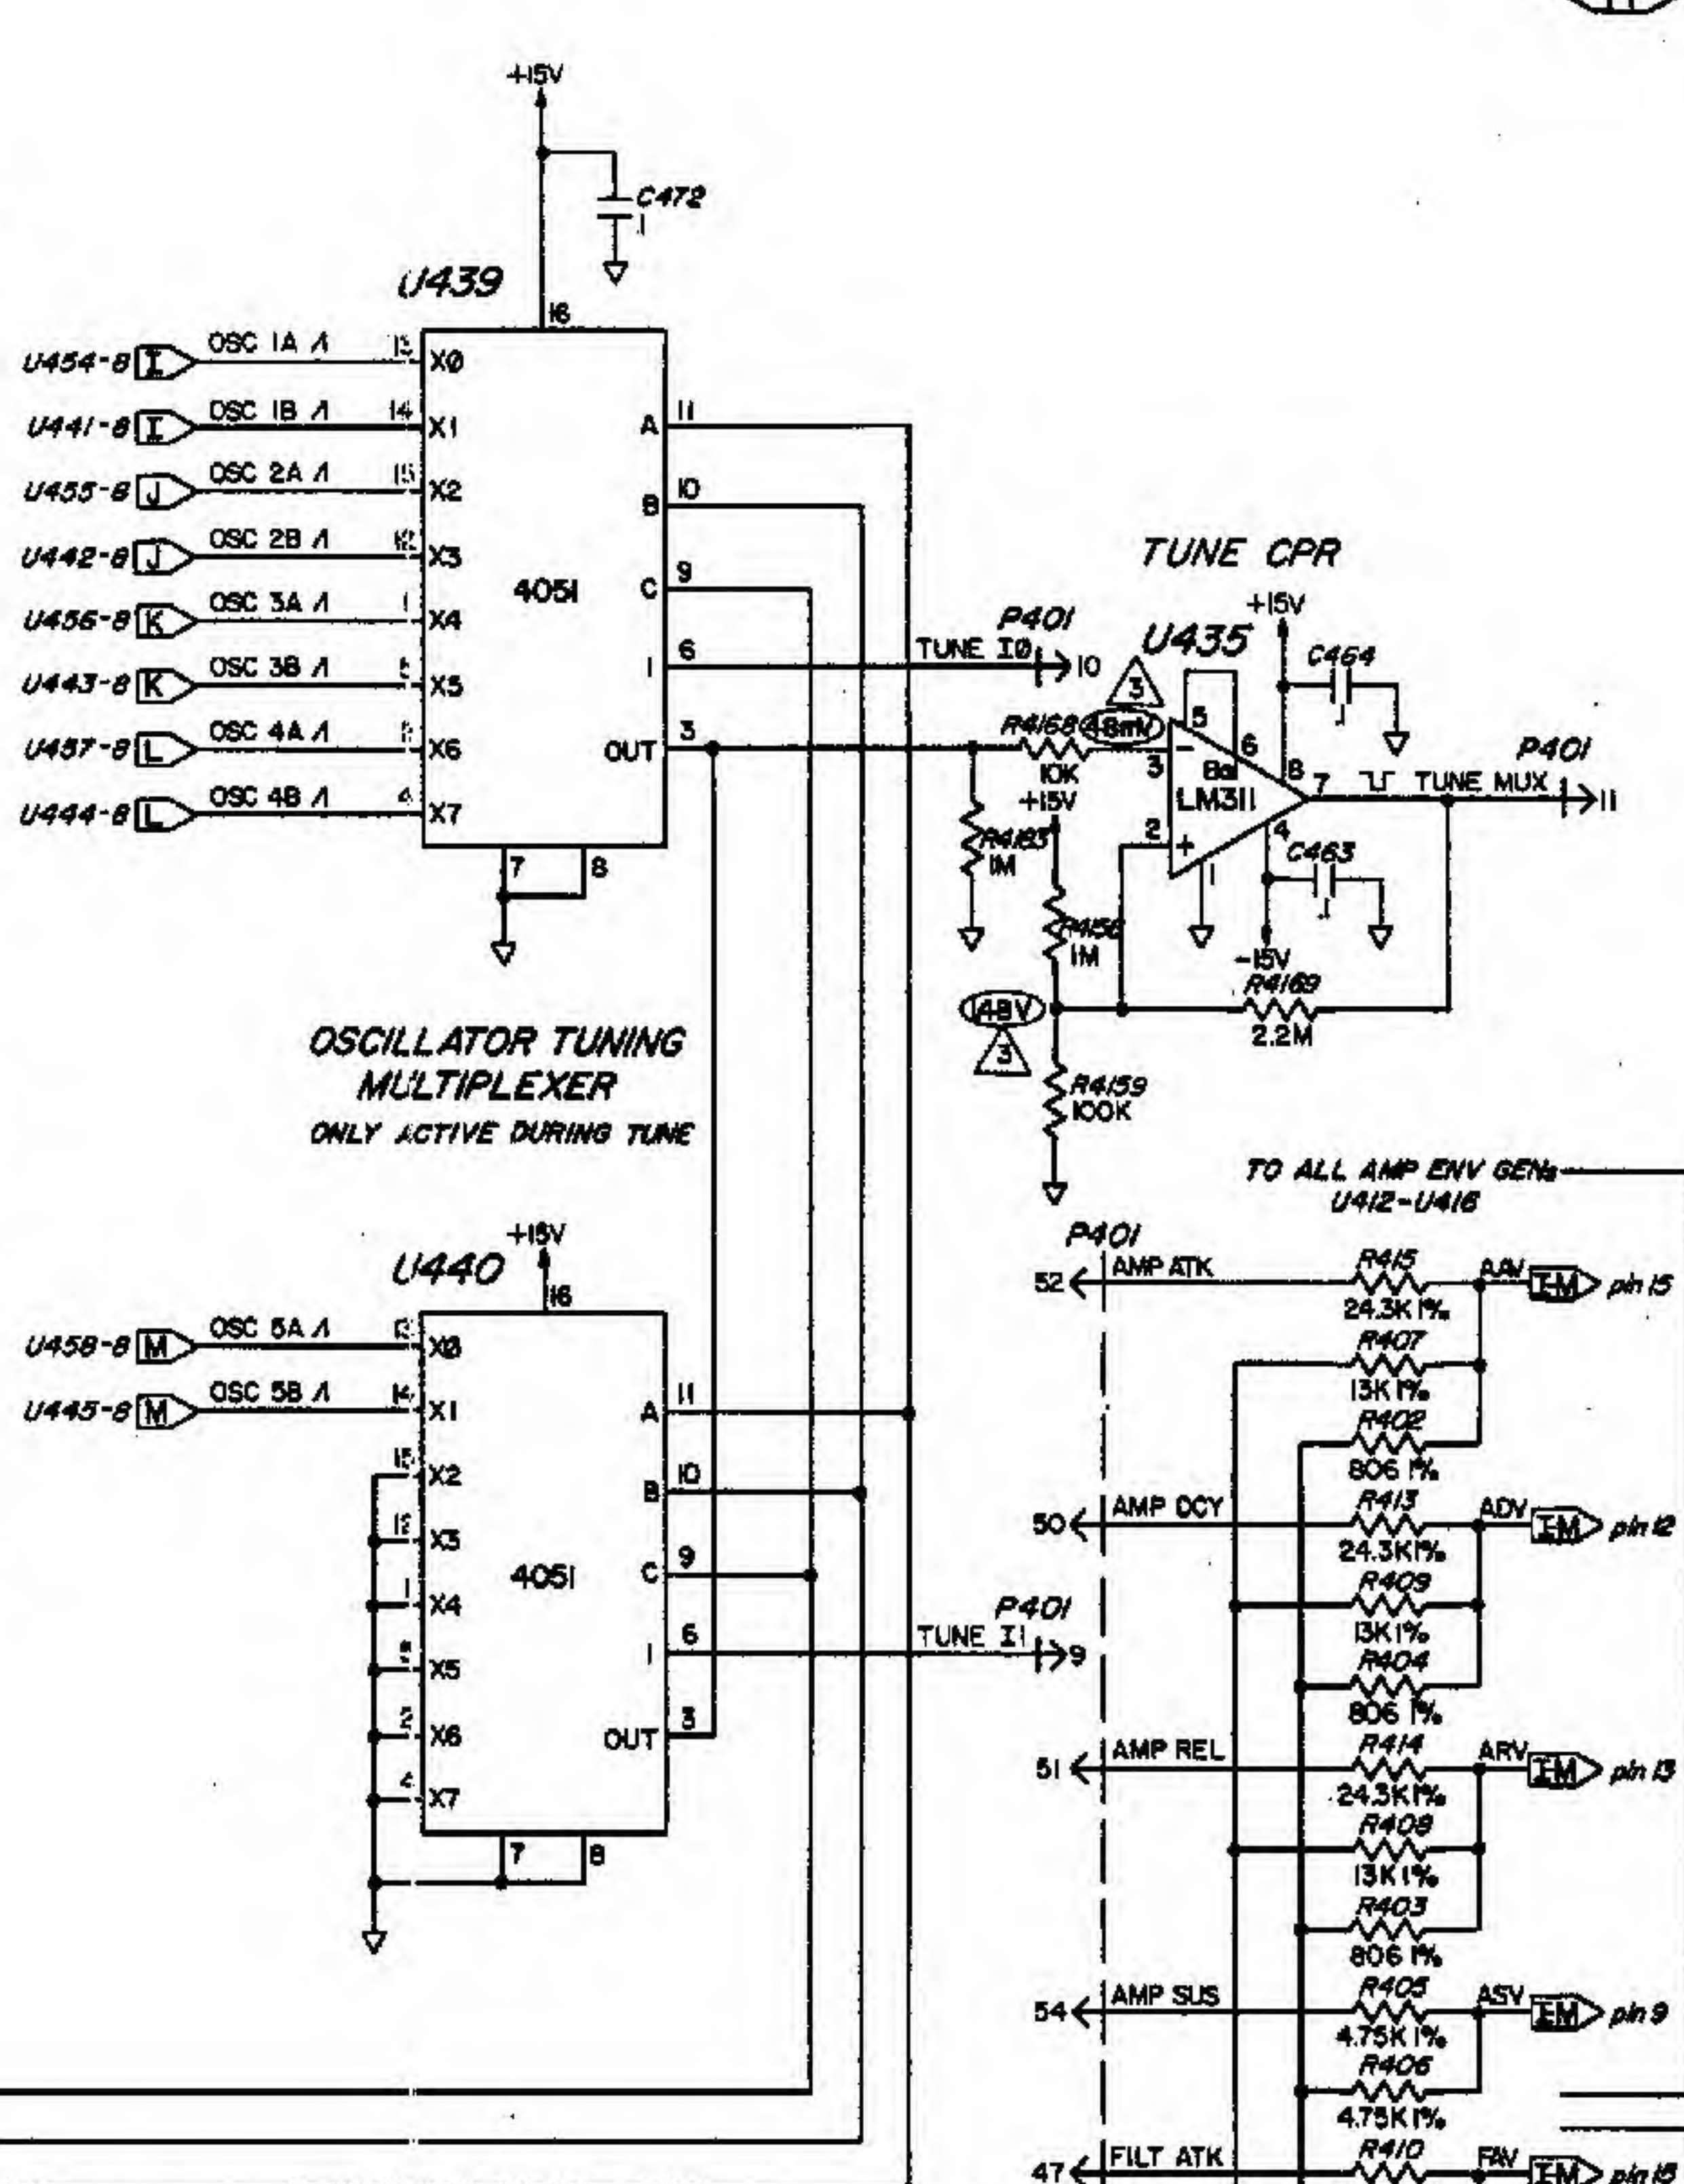 +15V
C472
.1
U439
16
U454-8 I OSC 1A 13 X0
U441-8 I OSC 1B 14 X1
U455-8 J OSC 2A 15 X2
U442-8 J OSC 2B 12 X3
U456-8 K OSC 3A 1 X4
U443-8 K OSC 3B X5
U457-8 L OSC 4A X6
U444-8 L OSC 4B 4 X7
4051
A 11
B 10
C 9
I 6
OUT 3
7 8
TUNE I0 P401 10
TUNE CPR
U435
+15V
C464
.1
3
R4168
10K
48mV
5
6
Bal
8
3 -
2 +
LM311
7 TUNE MUX P401 11
4
1
C463
.1
-15V
R4183
1M
+15V
R4158
1M
1.48V
3
R4169
2.2M
R4159
100K
OSCILLATOR TUNING
MULTIPLEXER
ONLY ACTIVE DURING TUNE
U440
+15V
16
U458-8 M OSC 5A 13 X0
U445-8 M OSC 5B 14 X1
15 X2
X3
1 X4
X5
X6
4 X7
4051
A 11
B 10
C 9
I 6
OUT 3
7 8
TUNE I1 P401 9
TO ALL AMP ENV GENs
U412-U416
P401
52 AMP ATK R415 AAV I-M pin 15
24.3K 1%
R407
13K 1%
R402
806 1%
50 AMP DCY R413 ADV I-M pin 12
24.3K 1%
R409
13K 1%
R404
806 1%
51 AMP REL R414 ARV I-M pin 13
24.3K 1%
R408
13K 1%
R403
806 1%
54 AMP SUS R405 ASV I-M pin 9
4.75K 1%
R406
4.75K 1%
47 FILT ATK R410 FAV I-M pin 15